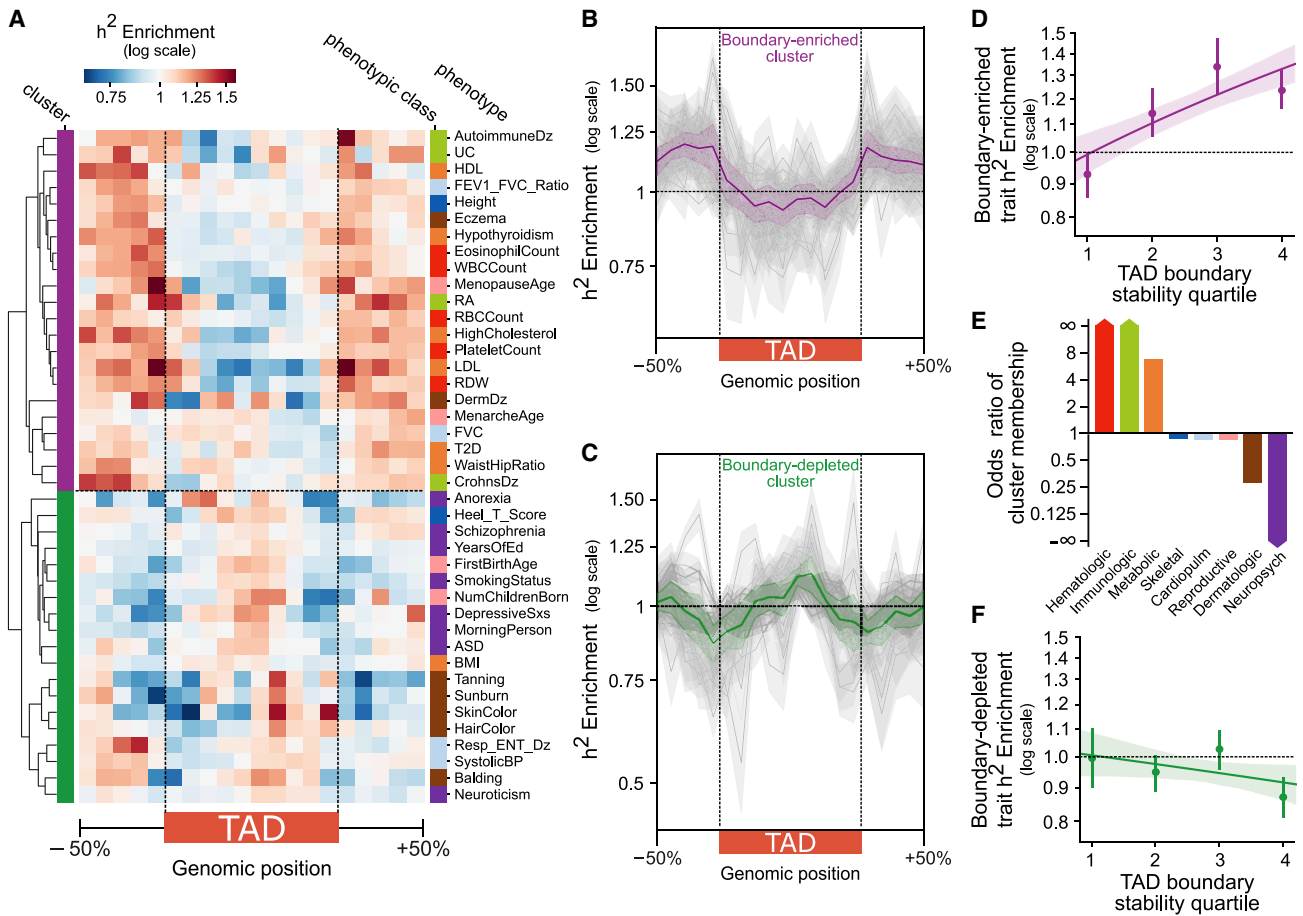 A
h² Enrichment
(log scale)
0.75 1 1.25 1.5
cluster
phenotypic class
phenotype
AutoimmuneDz
UC
HDL
FEV1_FVC_Ratio
Height
Eczema
Hypothyroidism
EosinophilCount
WBCCount
MenopauseAge
RA
RBCCount
HighCholesterol
PlateletCount
LDL
RDW
DermDz
MenarcheAge
FVC
T2D
WaistHipRatio
CrohnsDz
Anorexia
Heel_T_Score
Schizophrenia
YearsOfEd
FirstBirthAge
SmokingStatus
NumChildrenBorn
DepressiveSxs
MorningPerson
ASD
BMI
Tanning
Sunburn
SkinColor
HairColor
Resp_ENT_Dz
SystolicBP
Balding
Neuroticism
TAD
−50% +50%
Genomic position
B
Boundary-enriched
cluster
h² Enrichment (log scale)
1.50
1.25
1
0.75
TAD
−50% +50%
Genomic position
C
Boundary-depleted
cluster
h² Enrichment (log scale)
1.50
1.25
1
0.75
0.5
TAD
−50% +50%
Genomic position
D
Boundary-enriched
trait h² Enrichment
(log scale)
1.5
1.3
1.2
1.1
1.0
0.9
0.8
1 2 3 4
TAD boundary
stability quartile
E
Odds ratio of
cluster membership
∞
8
4
2
1
0.5
0.25
0.125
−∞
Hematologic
Immunologic
Metabolic
Skeletal
Cardiopulm
Reproductive
Dermatologic
Neuropsych
F
Boundary-depleted
trait h² Enrichment
(log scale)
1.5
1.3
1.2
1.1
1.0
0.9
0.8
1 2 3 4
TAD boundary
stability quartile